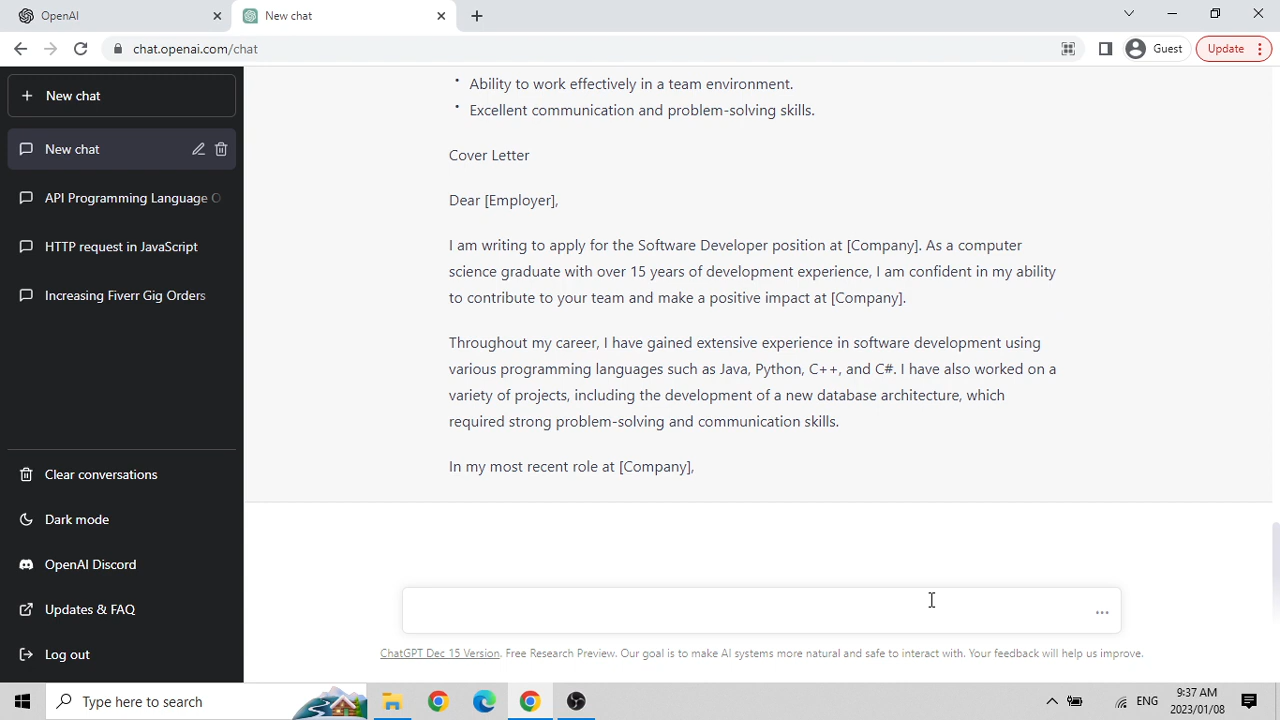 OpenAI
New chat
chat.openai.com/chat
Guest
Update
New chat
New chat
API Programming Language O
HTTP request in JavaScript
Increasing Fiverr Gig Orders
Clear conversations
Dark mode
OpenAI Discord
Updates & FAQ
Log out
• Ability to work effectively in a team environment.
• Excellent communication and problem-solving skills.
Cover Letter
Dear [Employer],
I am writing to apply for the Software Developer position at [Company]. As a computer
science graduate with over 15 years of development experience, I am confident in my ability
to contribute to your team and make a positive impact at [Company].
Throughout my career, I have gained extensive experience in software development using
various programming languages such as Java, Python, C++, and C#. I have also worked on a
variety of projects, including the development of a new database architecture, which
required strong problem-solving and communication skills.
In my most recent role at [Company],
...
ChatGPT Dec 15 Version. Free Research Preview. Our goal is to make AI systems more natural and safe to interact with. Your feedback will help us improve.
Type here to search
ENG
9:37 AM
2023/01/08